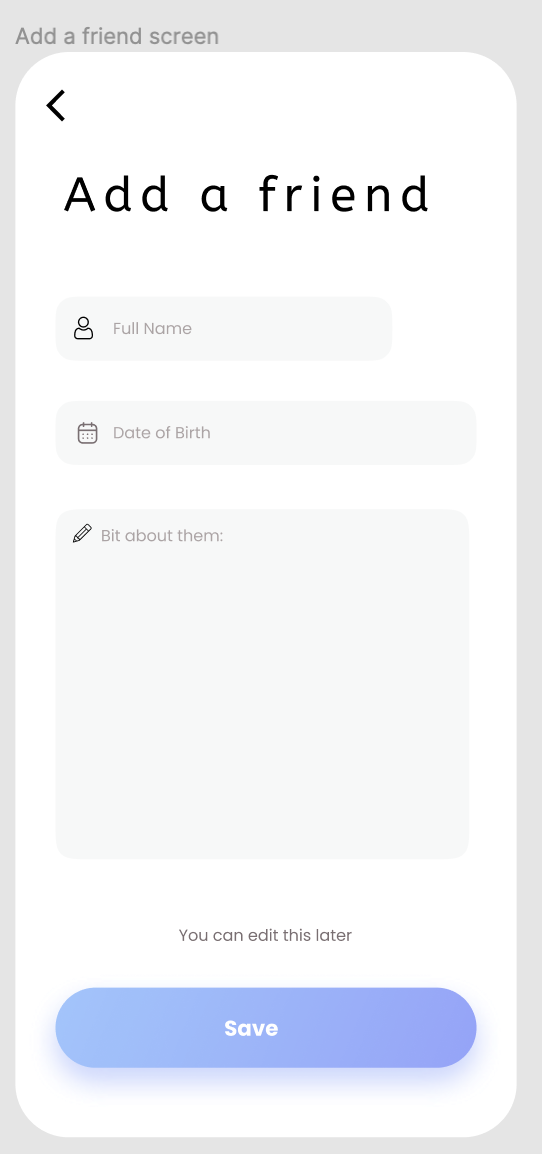 Add a friend screen
Add a friend
Full Name
Date of Birth
Bit about them:
You can edit this later
Save